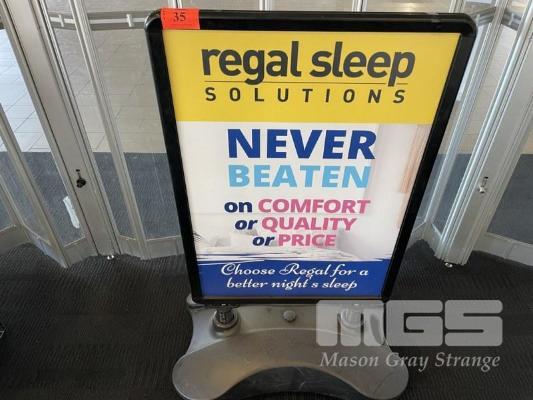 35
regal sleep
SOLUTIONS
NEVER
BEATEN
on COMFORT
or QUALITY
or PRICE
Choose Regal for a
better night's sleep
MGS
Mason Gray Strange